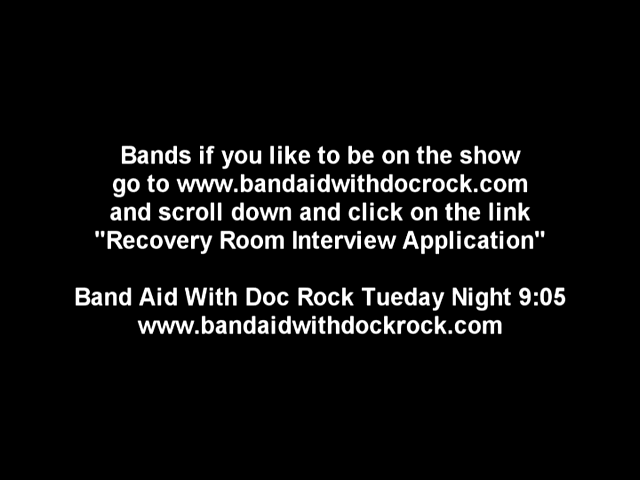 Bands if you like to be on the show
go to www.bandaidwithdocrock.com
and scroll down and click on the link
"Recovery Room Interview Application"
Band Aid With Doc Rock Tueday Night 9:05
www.bandaidwithdockrock.com